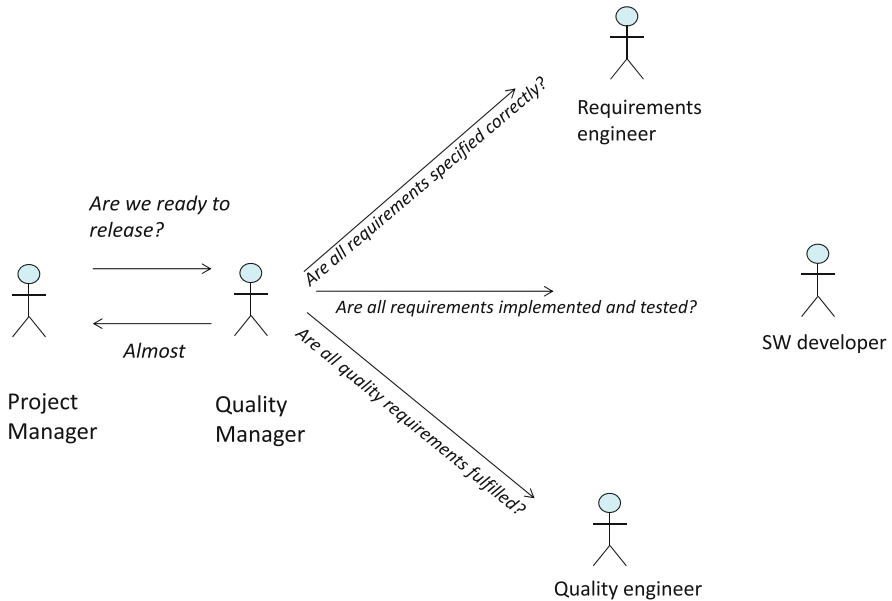 Requirements
engineer
Are all requirements specified correctly?
Are we ready to
release?
Are all requirements implemented and tested?
SW developer
Almost
Are all quality requirements fulfilled?
Project
Manager
Quality
Manager
Quality engineer